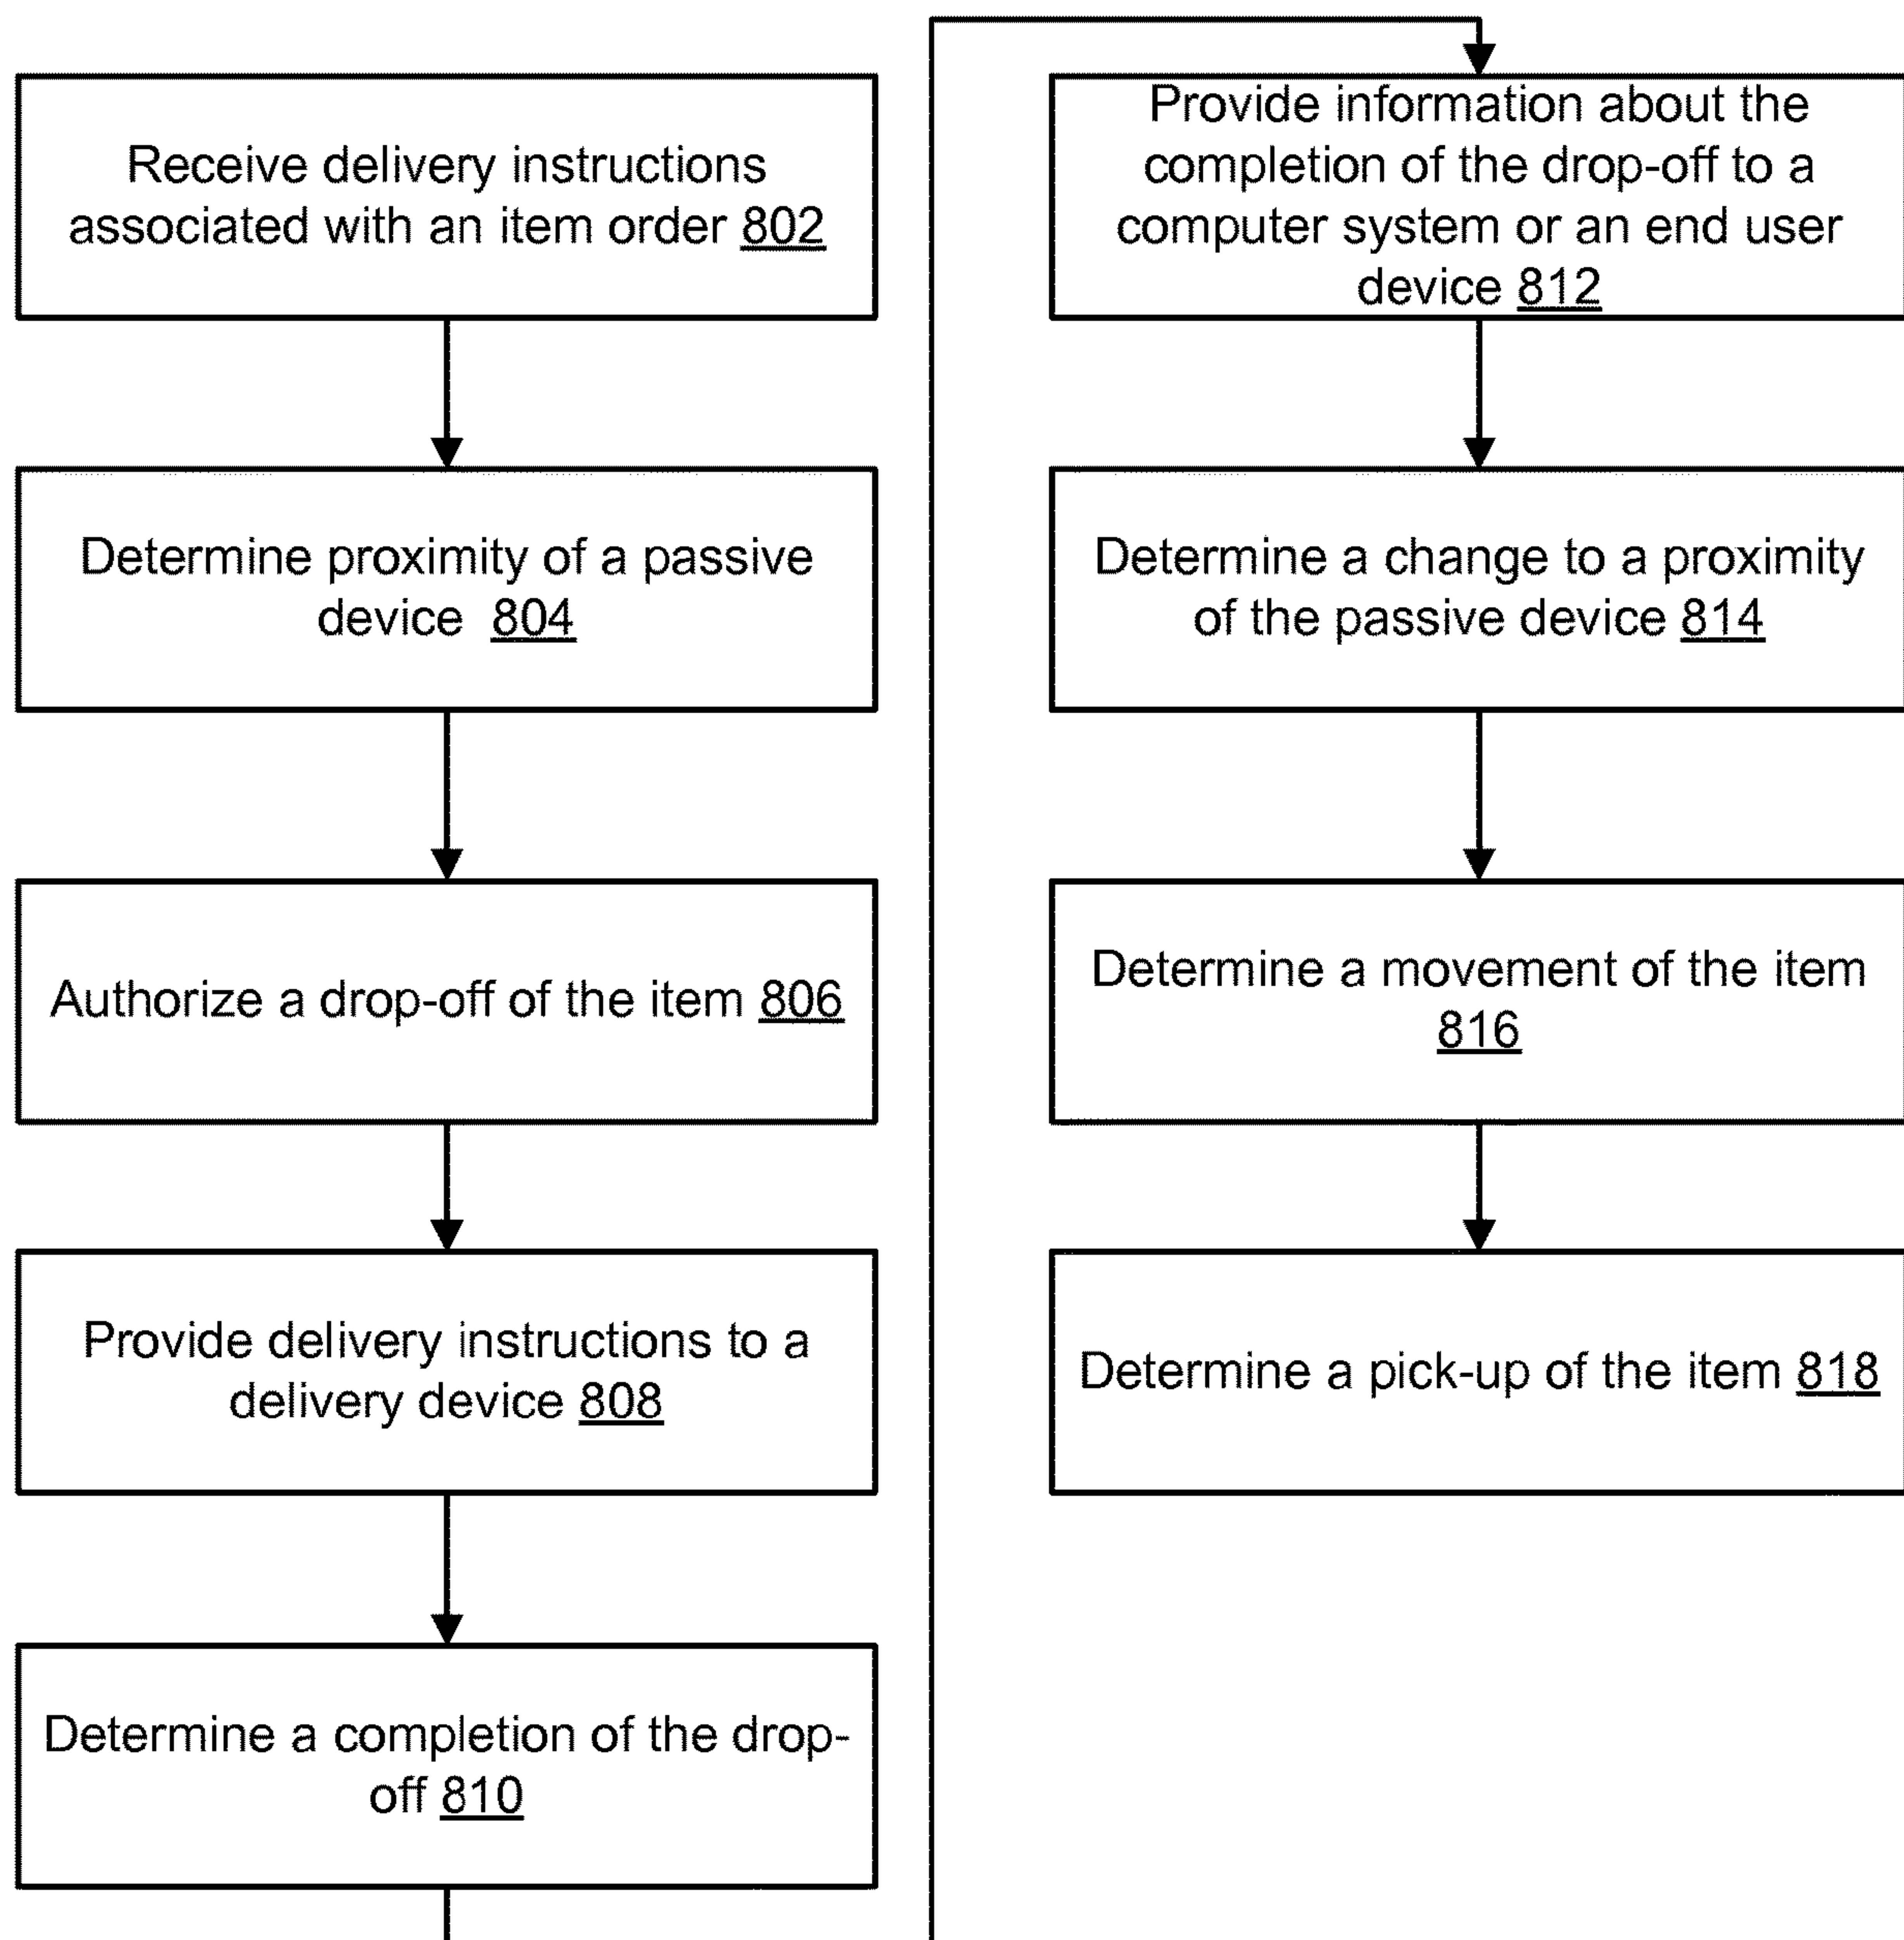 Receive delivery instructions
associated with an item order 802
Determine proximity of a passive
device 804
Authorize a drop-off of the item 806
Provide delivery instructions to a
delivery device 808
Determine a completion of the drop-
off 810
Provide information about the
completion of the drop-off to a
computer system or an end user
device 812
Determine a change to a proximity
of the passive device 814
Determine a movement of the item
816
Determine a pick-up of the item 818